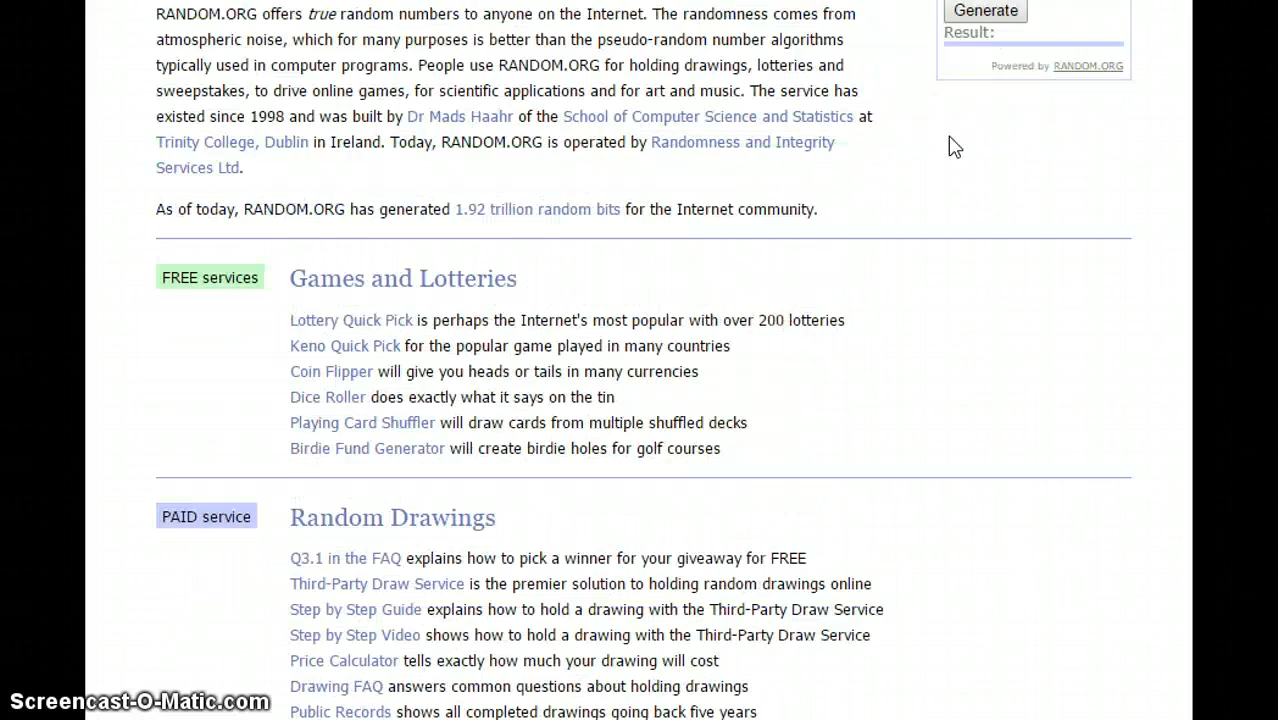 RANDOM.ORG offers true random numbers to anyone on the Internet. The randomness comes from
atmospheric noise, which for many purposes is better than the pseudo-random number algorithms
typically used in computer programs. People use RANDOM.ORG for holding drawings, lotteries and
sweepstakes, to drive online games, for scientific applications and for art and music. The service has
existed since 1998 and was built by Dr Mads Haahr of the School of Computer Science and Statistics at
Trinity College, Dublin in Ireland. Today, RANDOM.ORG is operated by Randomness and Integrity
Services Ltd.
Generate
Result:
Powered by RANDOM.ORG
As of today, RANDOM.ORG has generated 1.92 trillion random bits for the Internet community.
FREE services
Games and Lotteries
Lottery Quick Pick is perhaps the Internet's most popular with over 200 lotteries
Keno Quick Pick for the popular game played in many countries
Coin Flipper will give you heads or tails in many currencies
Dice Roller does exactly what it says on the tin
Playing Card Shuffler will draw cards from multiple shuffled decks
Birdie Fund Generator will create birdie holes for golf courses
PAID service
Random Drawings
Q3.1 in the FAQ explains how to pick a winner for your giveaway for FREE
Third-Party Draw Service is the premier solution to holding random drawings online
Step by Step Guide explains how to hold a drawing with the Third-Party Draw Service
Step by Step Video shows how to hold a drawing with the Third-Party Draw Service
Price Calculator tells exactly how much your drawing will cost
Drawing FAQ answers common questions about holding drawings
Public Records shows all completed drawings going back five years
Screencast-O-Matic.com